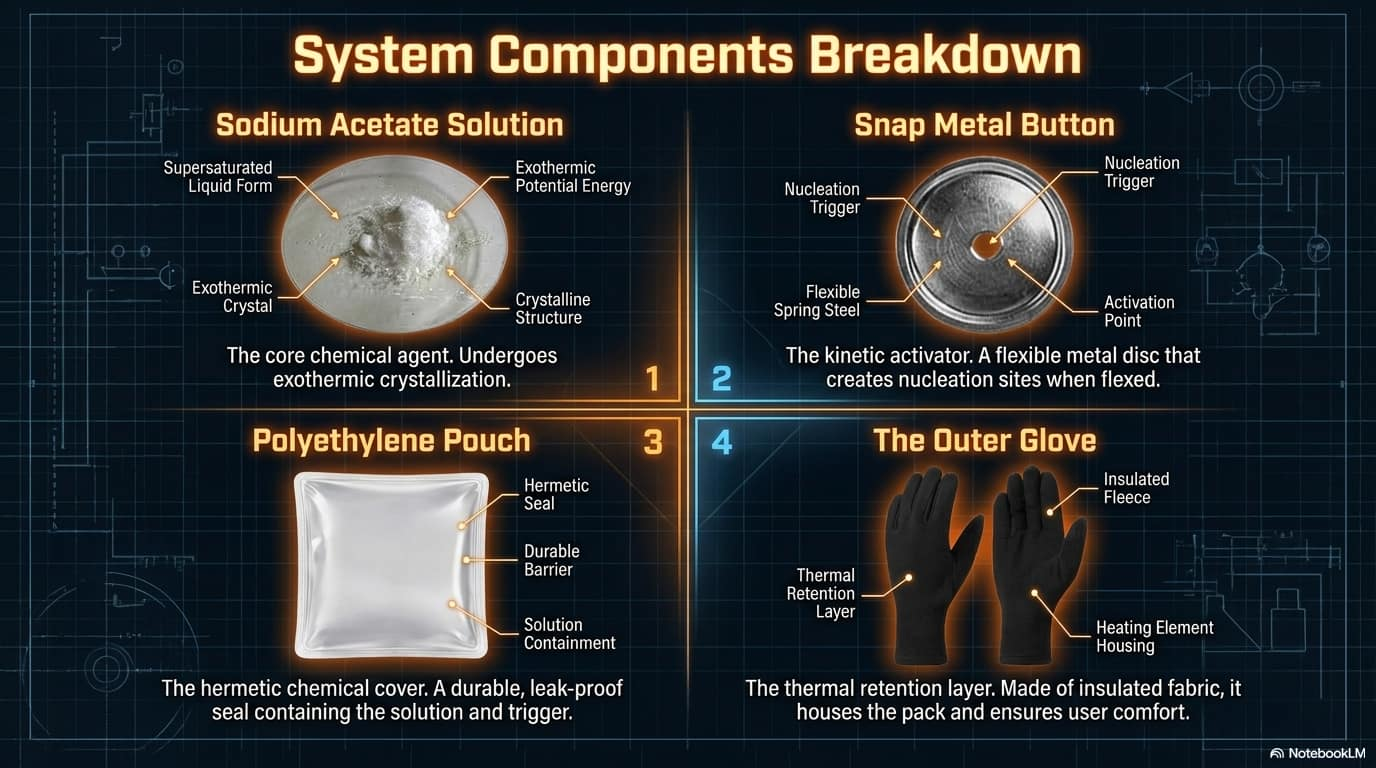 System Components Breakdown
Sodium Acetate Solution
Supersaturated
Liquid Form
Exothermic
Potential Energy
Exothermic
Crystal
Crystalline
Structure
The core chemical agent. Undergoes
exothermic crystallization.
1
Snap Metal Button
Nucleation
Trigger
Nucleation
Trigger
Flexible
Spring Steel
Activation
Point
The kinetic activator. A flexible metal disc that
creates nucleation sites when flexed.
2
Polyethylene Pouch
3
Hermetic
Seal
Durable
Barrier
Solution
Containment
The hermetic chemical cover. A durable, leak-proof
seal containing the solution and trigger.
4
The Outer Glove
Insulated
Fleece
Thermal
Retention
Layer
Heating Element
Housing
The thermal retention layer. Made of insulated fabric, it
houses the pack and ensures user comfort.
NotebookLM